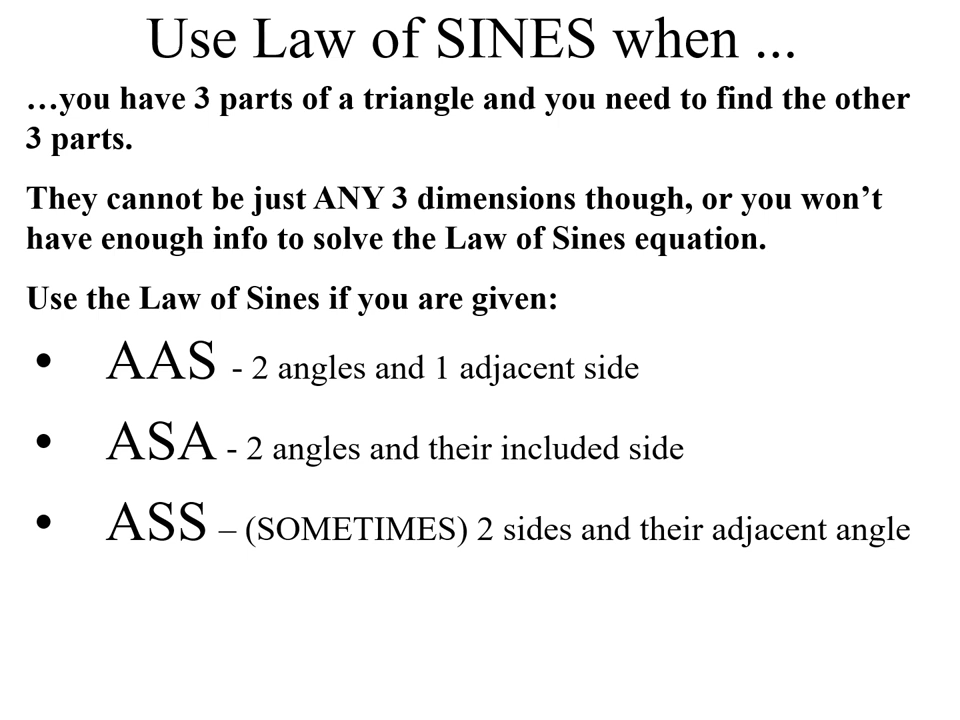 Use Law of SINES when ...
…you have 3 parts of a triangle and you need to find the other
3 parts.
They cannot be just ANY 3 dimensions though, or you won’t
have enough info to solve the Law of Sines equation.
Use the Law of Sines if you are given:
• AAS - 2 angles and 1 adjacent side
• ASA - 2 angles and their included side
• ASS – (SOMETIMES) 2 sides and their adjacent angle